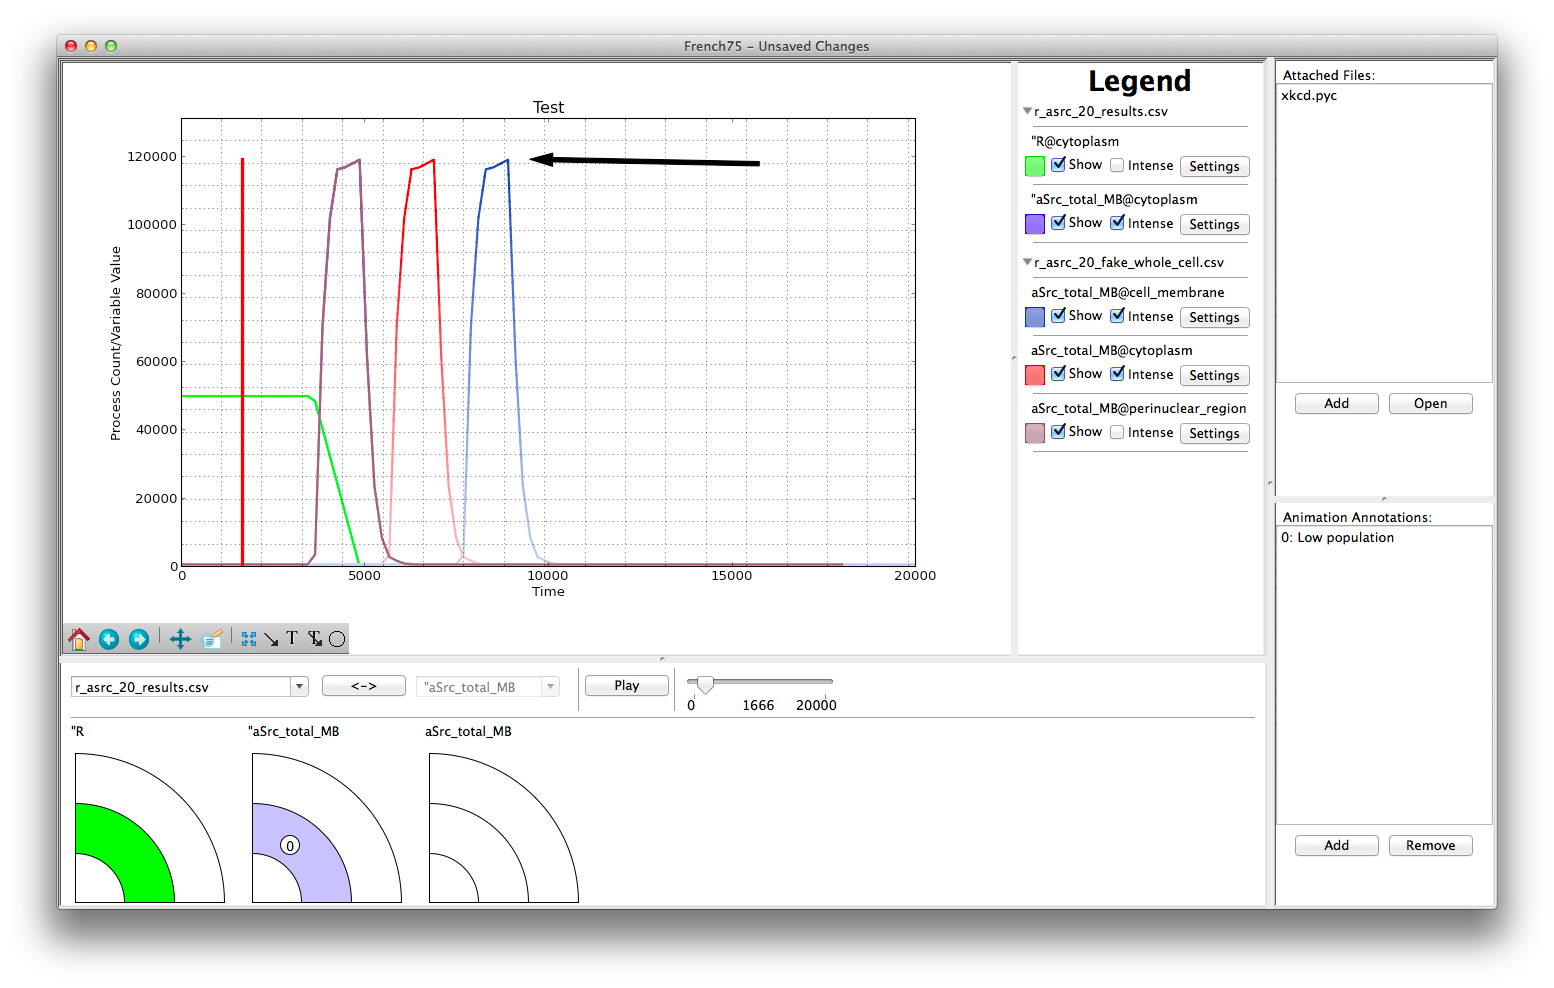 French75 – Unsaved Changes
Test
120000
100000
80000
60000
40000
20000
0
Process Count/Variable Value
0 5000 10000 15000 20000
Time
T T
Legend
r_asrc_20_results.csv
"R@cytoplasm
Show Intense Settings
"aSrc_total_MB@cytoplasm
Show Intense Settings
r_asrc_20_fake_whole_cell.csv
aSrc_total_MB@cell_membrane
Show Intense Settings
aSrc_total_MB@cytoplasm
Show Intense Settings
aSrc_total_MB@perinuclear_region
Show Intense Settings
Attached Files:
xkcd.pyc
Add Open
Animation Annotations:
0: Low population
Add Remove
r_asrc_20_results.csv <-> "aSrc_total_MB Play
0 1666 20000
"R "aSrc_total_MB aSrc_total_MB
0